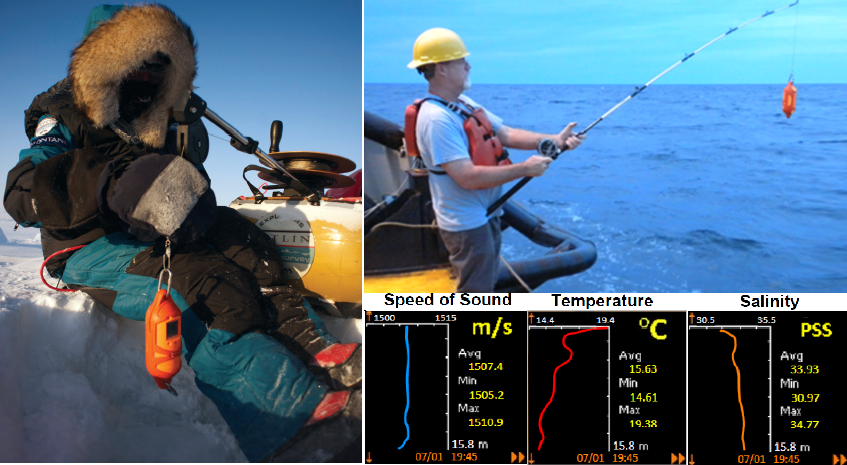 EXPL
TLIN
survey
Speed of Sound
1500 1515
m/s
Avg
1507.4
Min
1505.2
Max
1510.9
15.8 m
07/01 19:45
Temperature
14.4 19.4
°C
Avg
15.63
Min
14.61
Max
19.38
15.8 m
07/01 19:45
Salinity
30.5 35.5
PSS
Avg
33.93
Min
30.97
Max
34.77
15.8 m
07/01 19:45